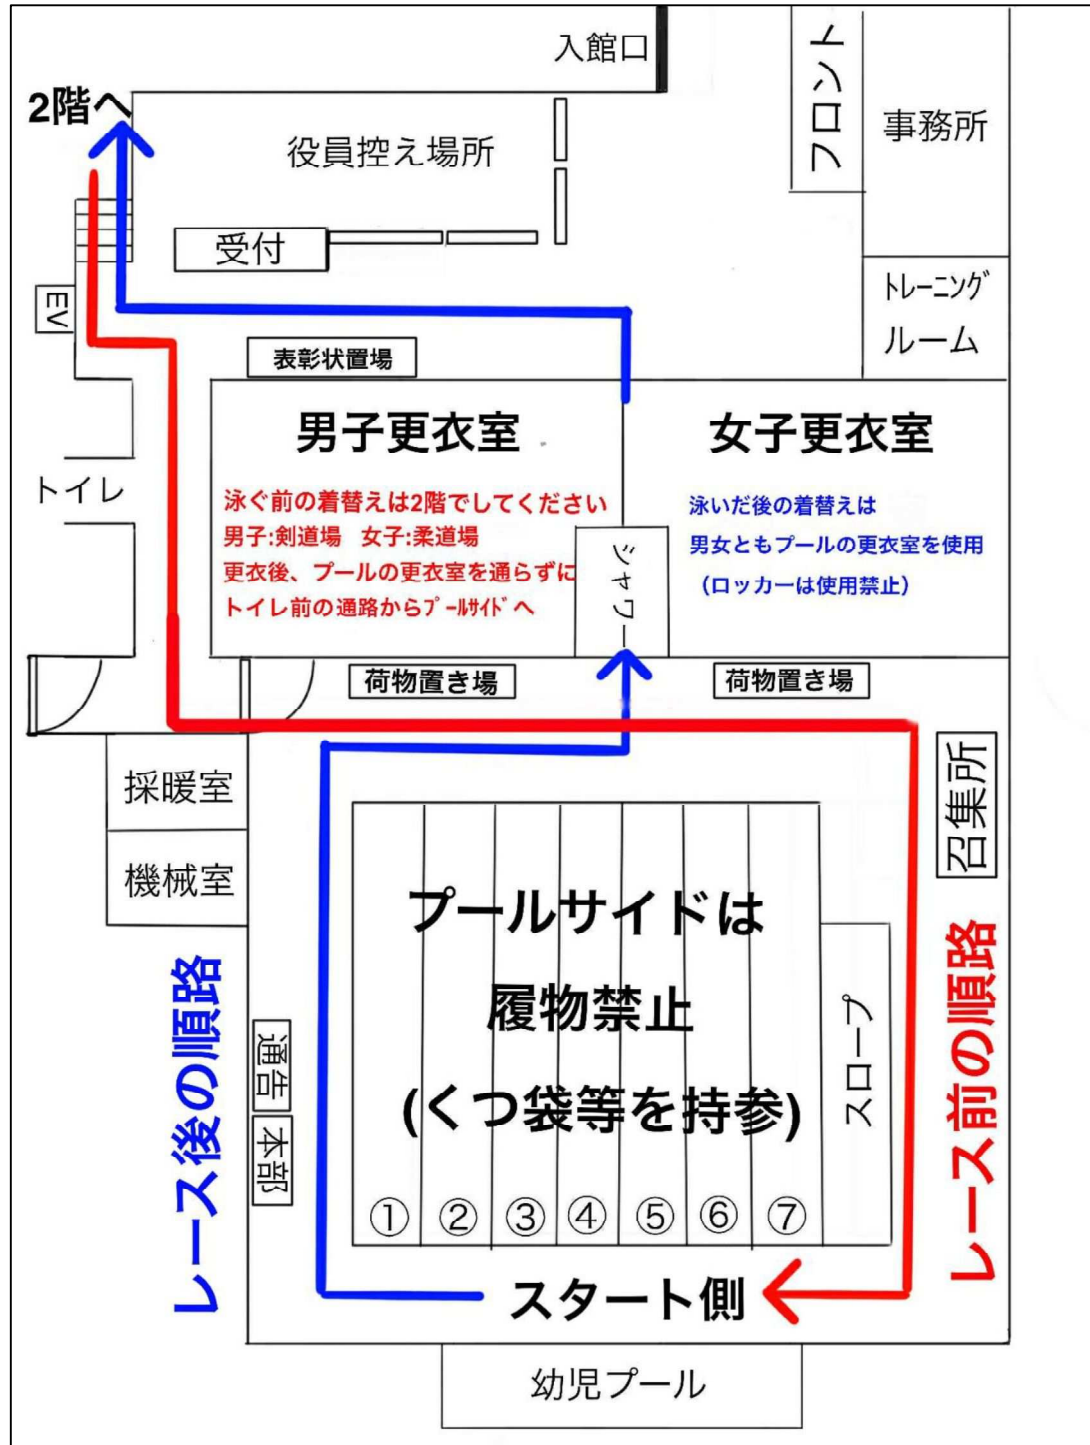 入館口
フロント
事務所
2階へ
役員控え場所
受付
EV
トレーニング
ルーム
表彰状置場
男子更衣室
女子更衣室
トイレ
泳ぐ前の着替えは2階でしてください
男子:剣道場 女子:柔道場
更衣後、プールの更衣室を通らずに
トイレ前の通路からプールサイドへ
シャワー
泳いだ後の着替えは
男女ともプールの更衣室を使用
(ロッカーは使用禁止)
荷物置き場
荷物置き場
採暖室
機械室
召集所
プールサイドは
履物禁止
(くつ袋等を持参)
スロープ
レース後の順路
レース前の順路
通告
本部
① ② ③ ④ ⑤ ⑥ ⑦
スタート側
幼児プール